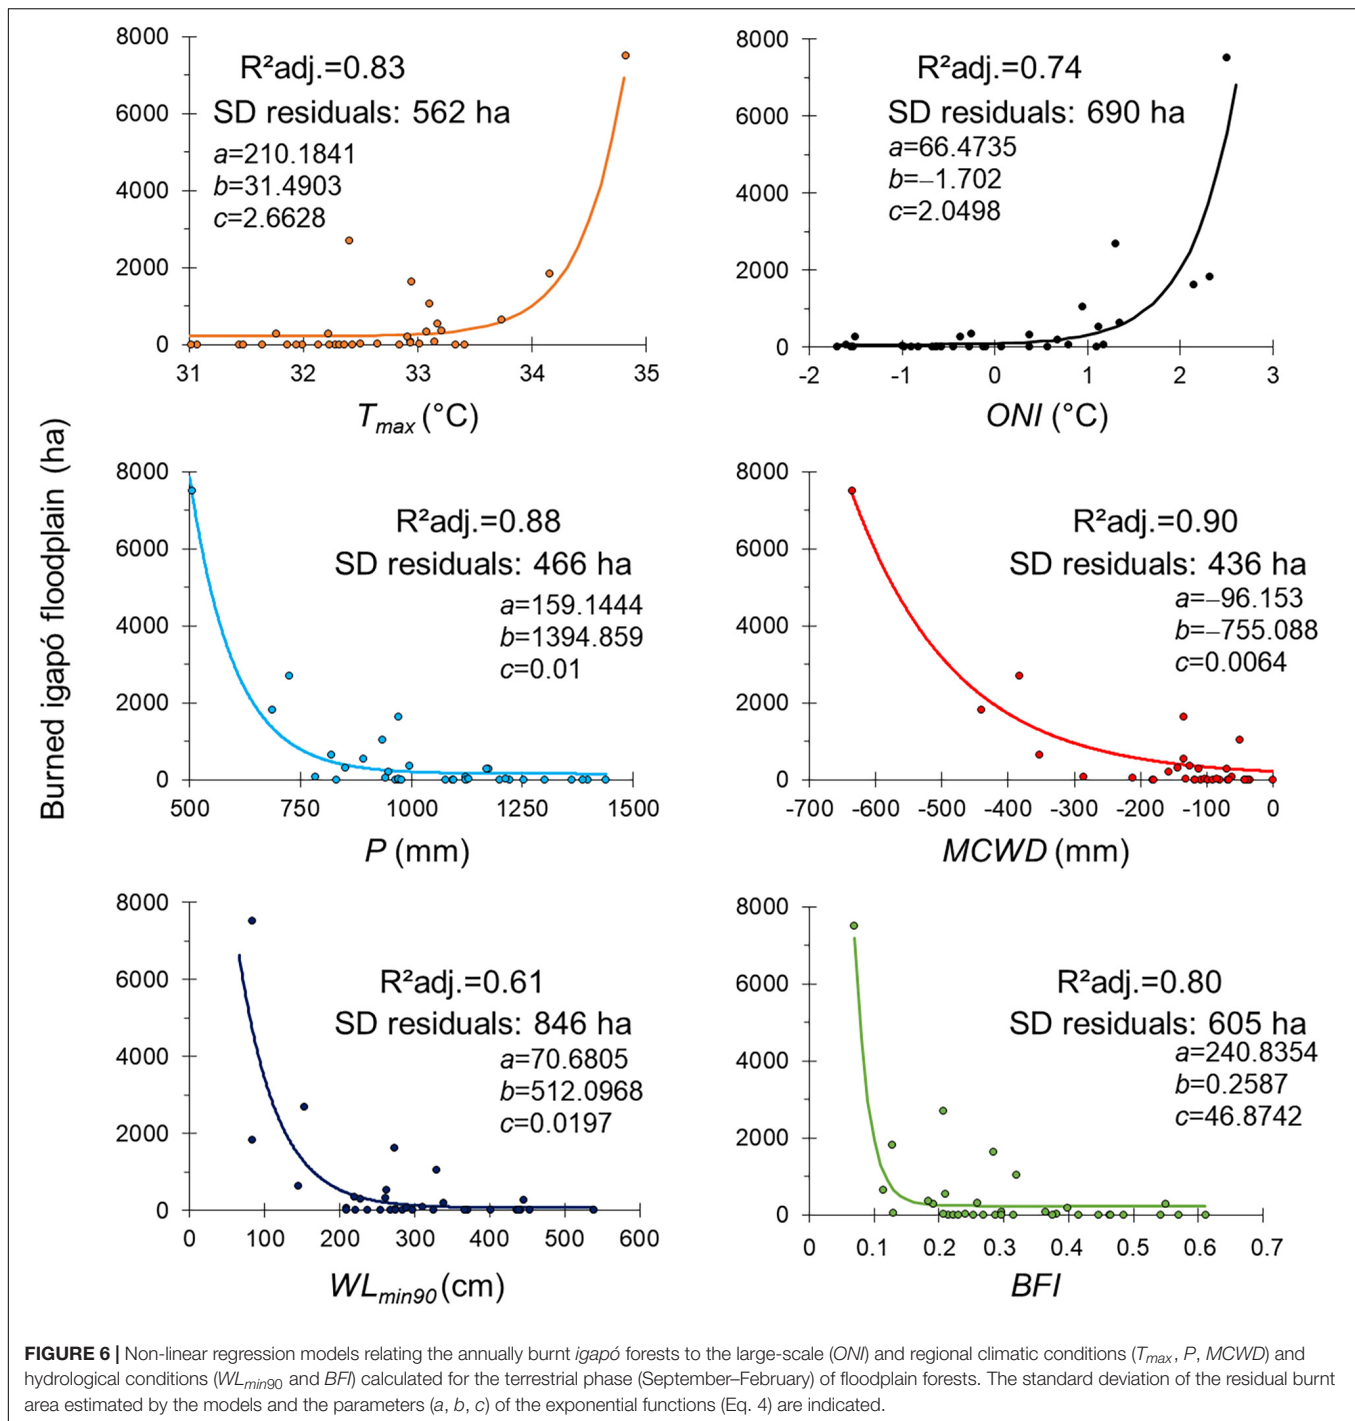 Burned igapó floodplain (ha)
8000
6000
4000
2000
0
R²adj.=0.83
SD residuals: 562 ha
a=210.1841
b=31.4903
c=2.6628
31 32 33 34 35
Tmax (°C)
8000
6000
4000
2000
0
R²adj.=0.74
SD residuals: 690 ha
a=66.4735
b=−1.702
c=2.0498
-2 -1 0 1 2 3
ONI (°C)
8000
6000
4000
2000
0
R²adj.=0.88
SD residuals: 466 ha
a=159.1444
b=1394.859
c=0.01
500 750 1000 1250 1500
P (mm)
8000
6000
4000
2000
0
R²adj.=0.90
SD residuals: 436 ha
a=−96.153
b=−755.088
c=0.0064
-700 -600 -500 -400 -300 -200 -100 0
MCWD (mm)
8000
6000
4000
2000
0
R²adj.=0.61
SD residuals: 846 ha
a=70.6805
b=512.0968
c=0.0197
0 100 200 300 400 500 600
WLmin90 (cm)
8000
6000
4000
2000
0
R²adj.=0.80
SD residuals: 605 ha
a=240.8354
b=0.2587
c=46.8742
0 0.1 0.2 0.3 0.4 0.5 0.6 0.7
BFI
FIGURE 6 | Non-linear regression models relating the annually burnt igapó forests to the large-scale (ONI) and regional climatic conditions (Tmax, P, MCWD) and
hydrological conditions (WLmin90 and BFI) calculated for the terrestrial phase (September–February) of floodplain forests. The standard deviation of the residual burnt
area estimated by the models and the parameters (a, b, c) of the exponential functions (Eq. 4) are indicated.